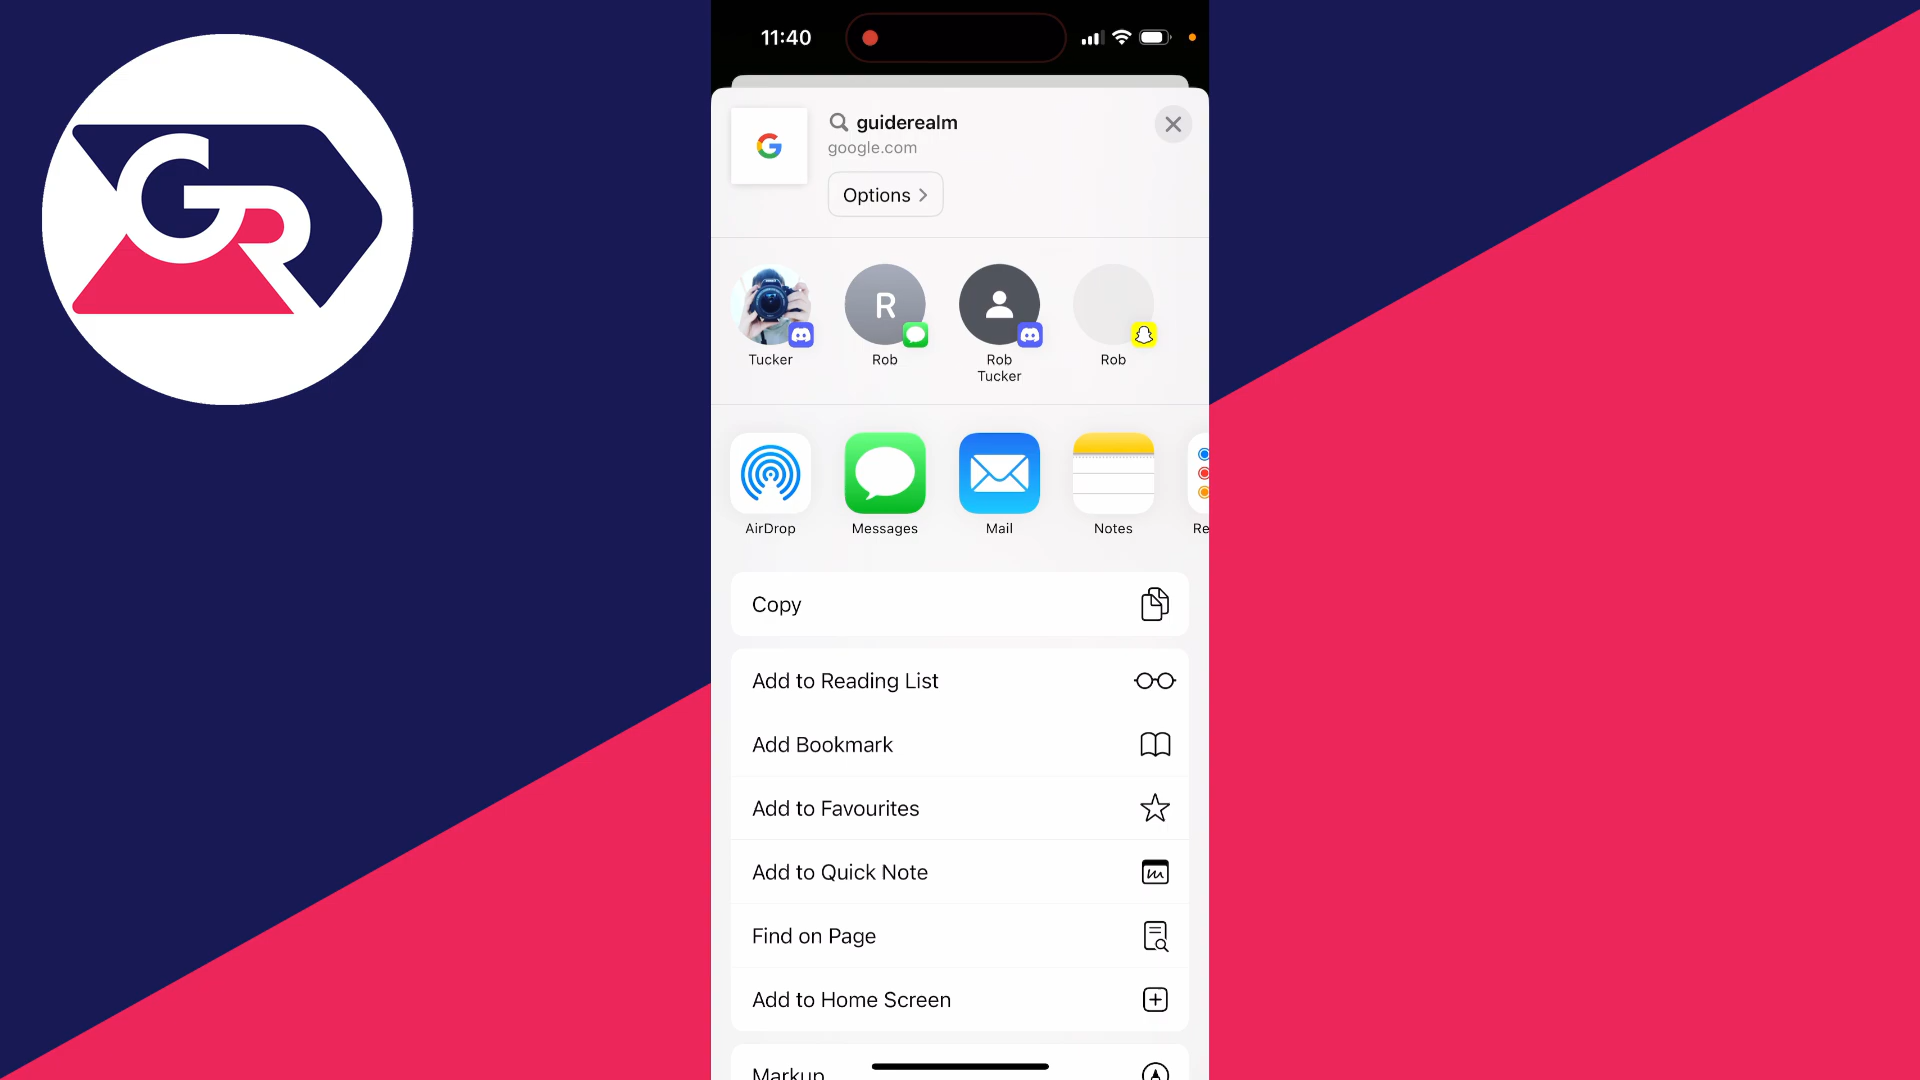 GR
11:40
guiderealm
google.com
Options
Tucker
R
Rob
Rob
Tucker
Rob
AirDrop
Messages
Mail
Notes
Re
Copy
Add to Reading List
Add Bookmark
Add to Favourites
Add to Quick Note
Find on Page
Add to Home Screen
Markup